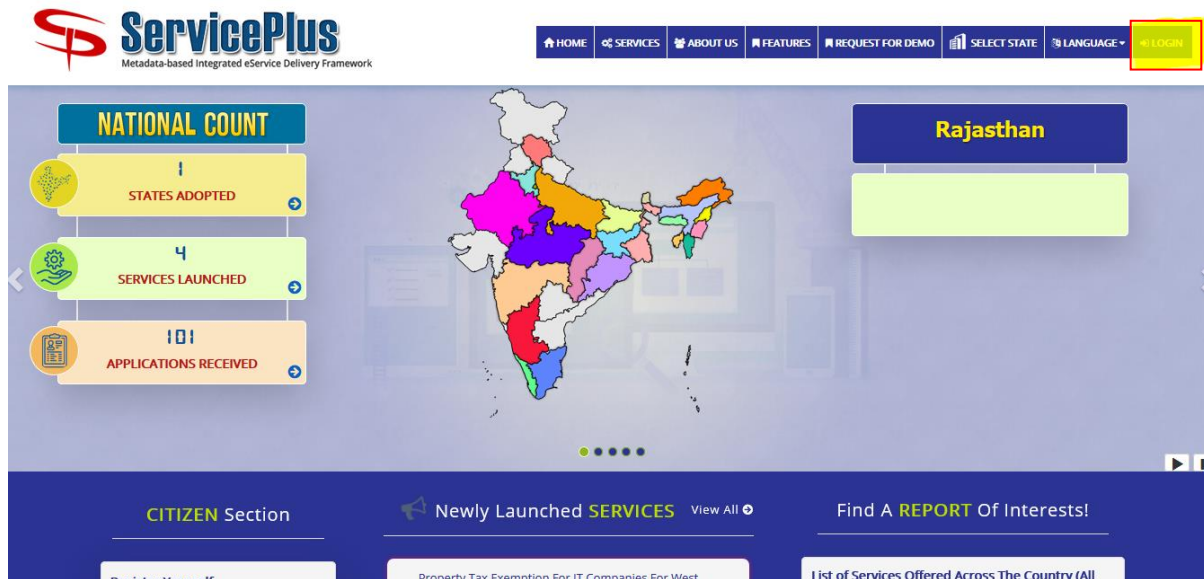 ServicePlus
Metadata-based Integrated eService Delivery Framework
HOME SERVICES ABOUT US FEATURES REQUEST FOR DEMO SELECT STATE LANGUAGE LOGIN
NATIONAL COUNT
1
STATES ADOPTED
4
SERVICES LAUNCHED
101
APPLICATIONS RECEIVED
Rajasthan
CITIZEN Section
Newly Launched SERVICES View All
Find A REPORT Of Interests!
Property Tax Exemption For IT Companies For West
List of Services Offered Across The Country (All